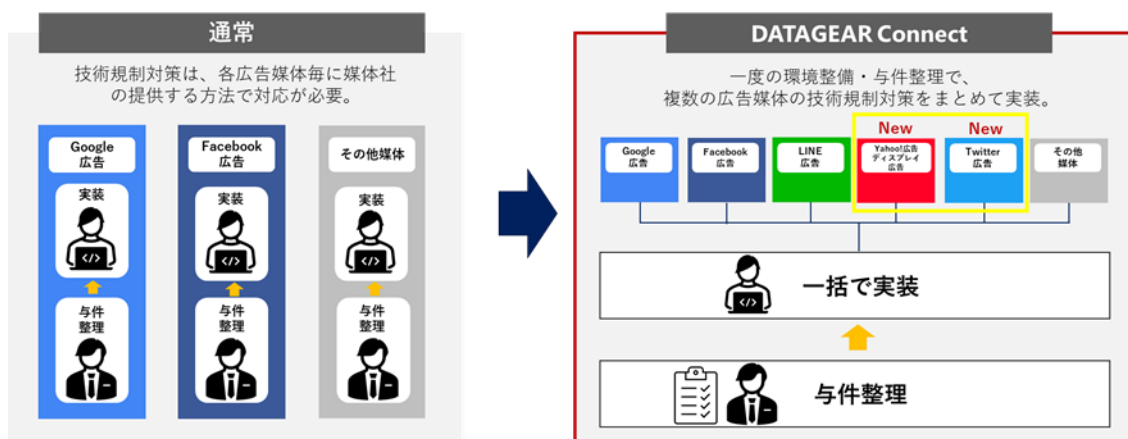 通常
技術規制対策は、各広告媒体毎に媒体社
の提供する方法で対応が必要。
Google
広告
実装
</>
与件
整理
Facebook
広告
実装
</>
与件
整理
その他媒体
実装
</>
与件
整理
DATAGEAR Connect
一度の環境整備・与件整理で、
複数の広告媒体の技術規制対策をまとめて実装。
New
New
Google
広告
Facebook
広告
LINE
広告
Yahoo!広告
ディスプレイ
広告
Twitter
広告
その他
媒体
</>
一括で実装
与件整理